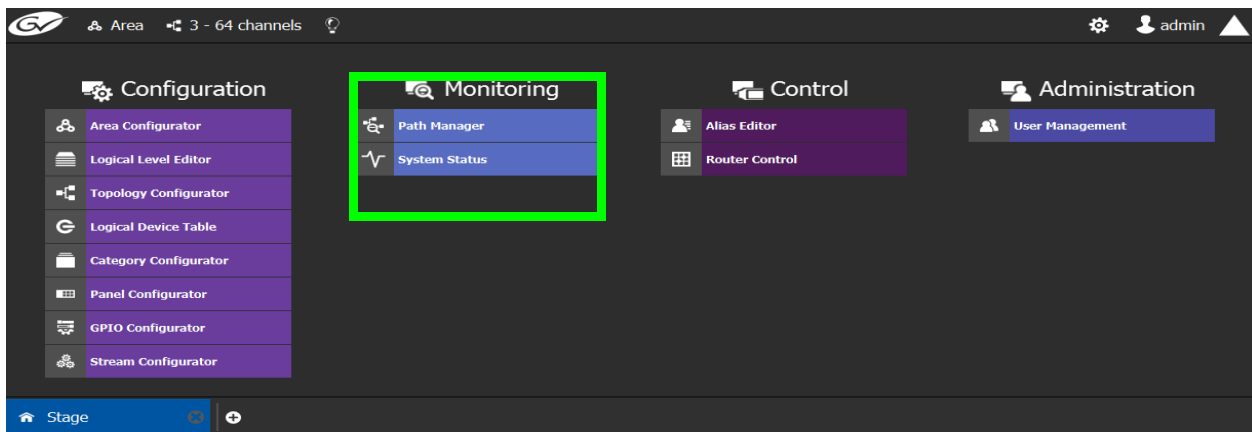 GV Area 3 - 64 channels admin
Configuration
Area Configurator
Logical Level Editor
Topology Configurator
Logical Device Table
Category Configurator
Panel Configurator
GPIO Configurator
Stream Configurator
Monitoring
Path Manager
System Status
Control
Alias Editor
Router Control
Administration
User Management
Stage